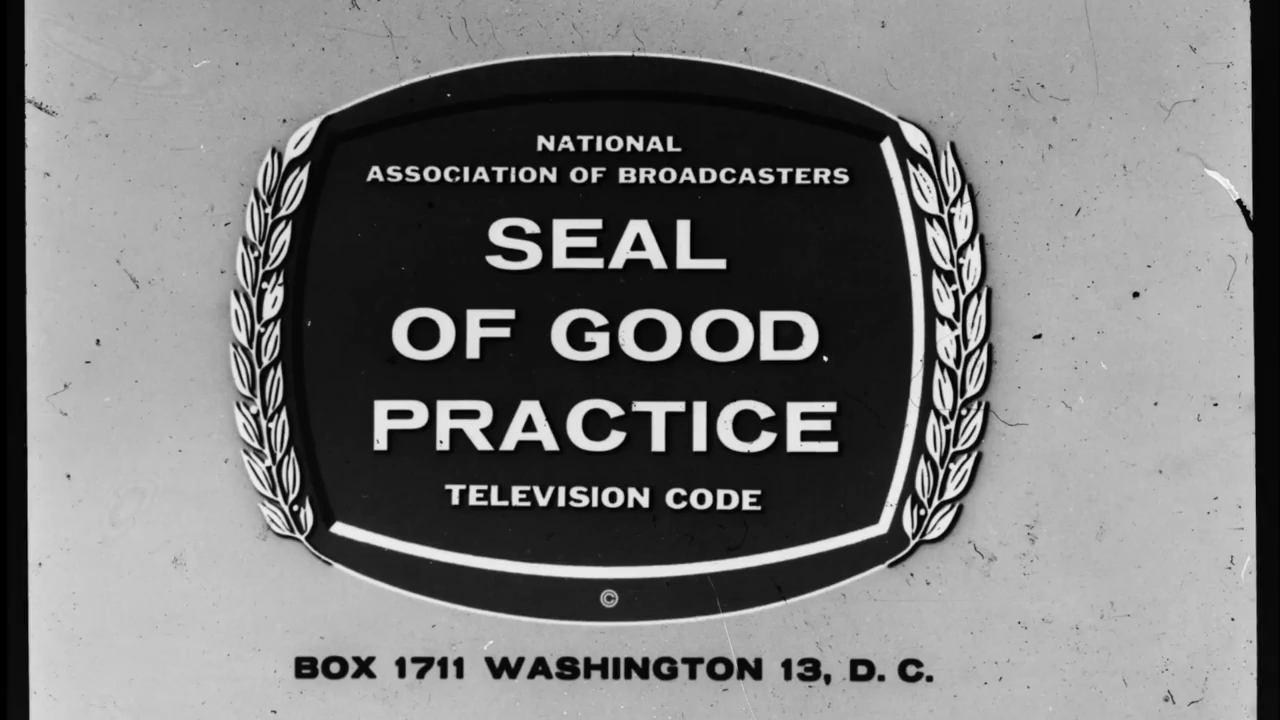 NATIONAL
ASSOCIATION OF BROADCASTERS
SEAL
OF GOOD
PRACTICE
TELEVISION CODE
©
BOX 1711 WASHINGTON 13, D. C.